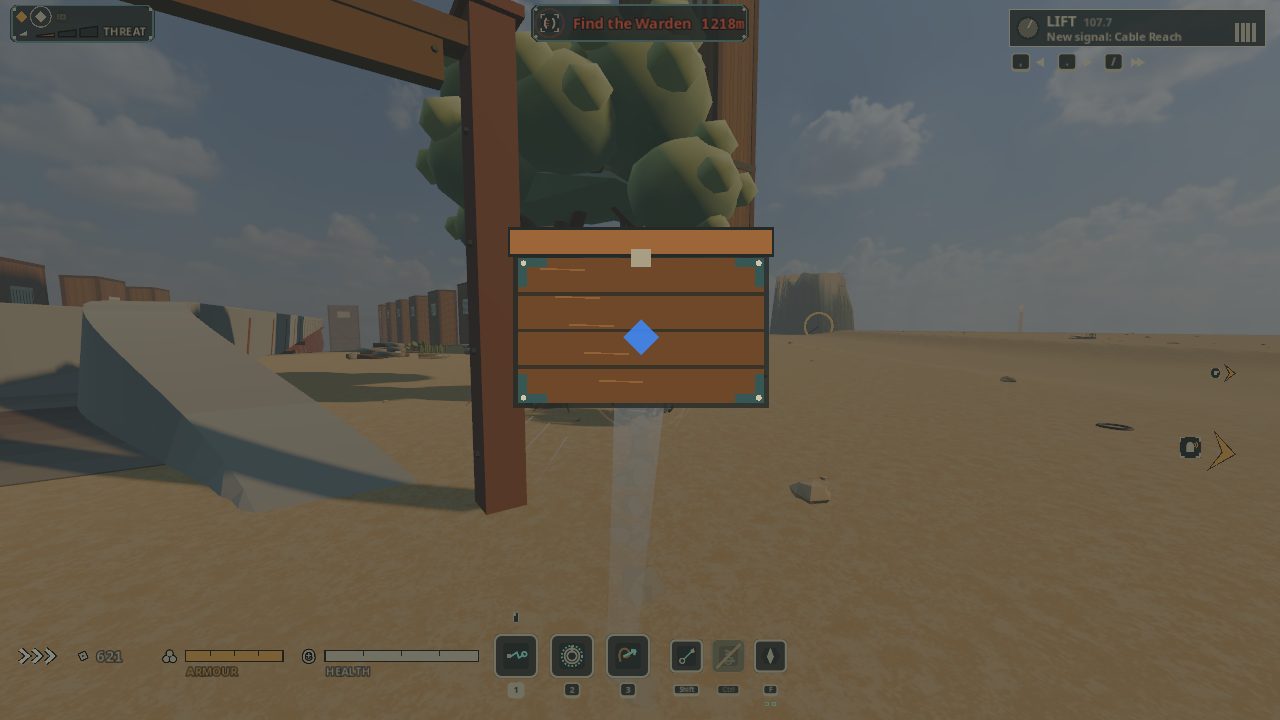 THREAT
Find the Warden 1218m
LIFT 107.7
New signal: Cable Reach
, . /
621
ARMOUR
HEALTH
1 2 3 Shift Ctrl F